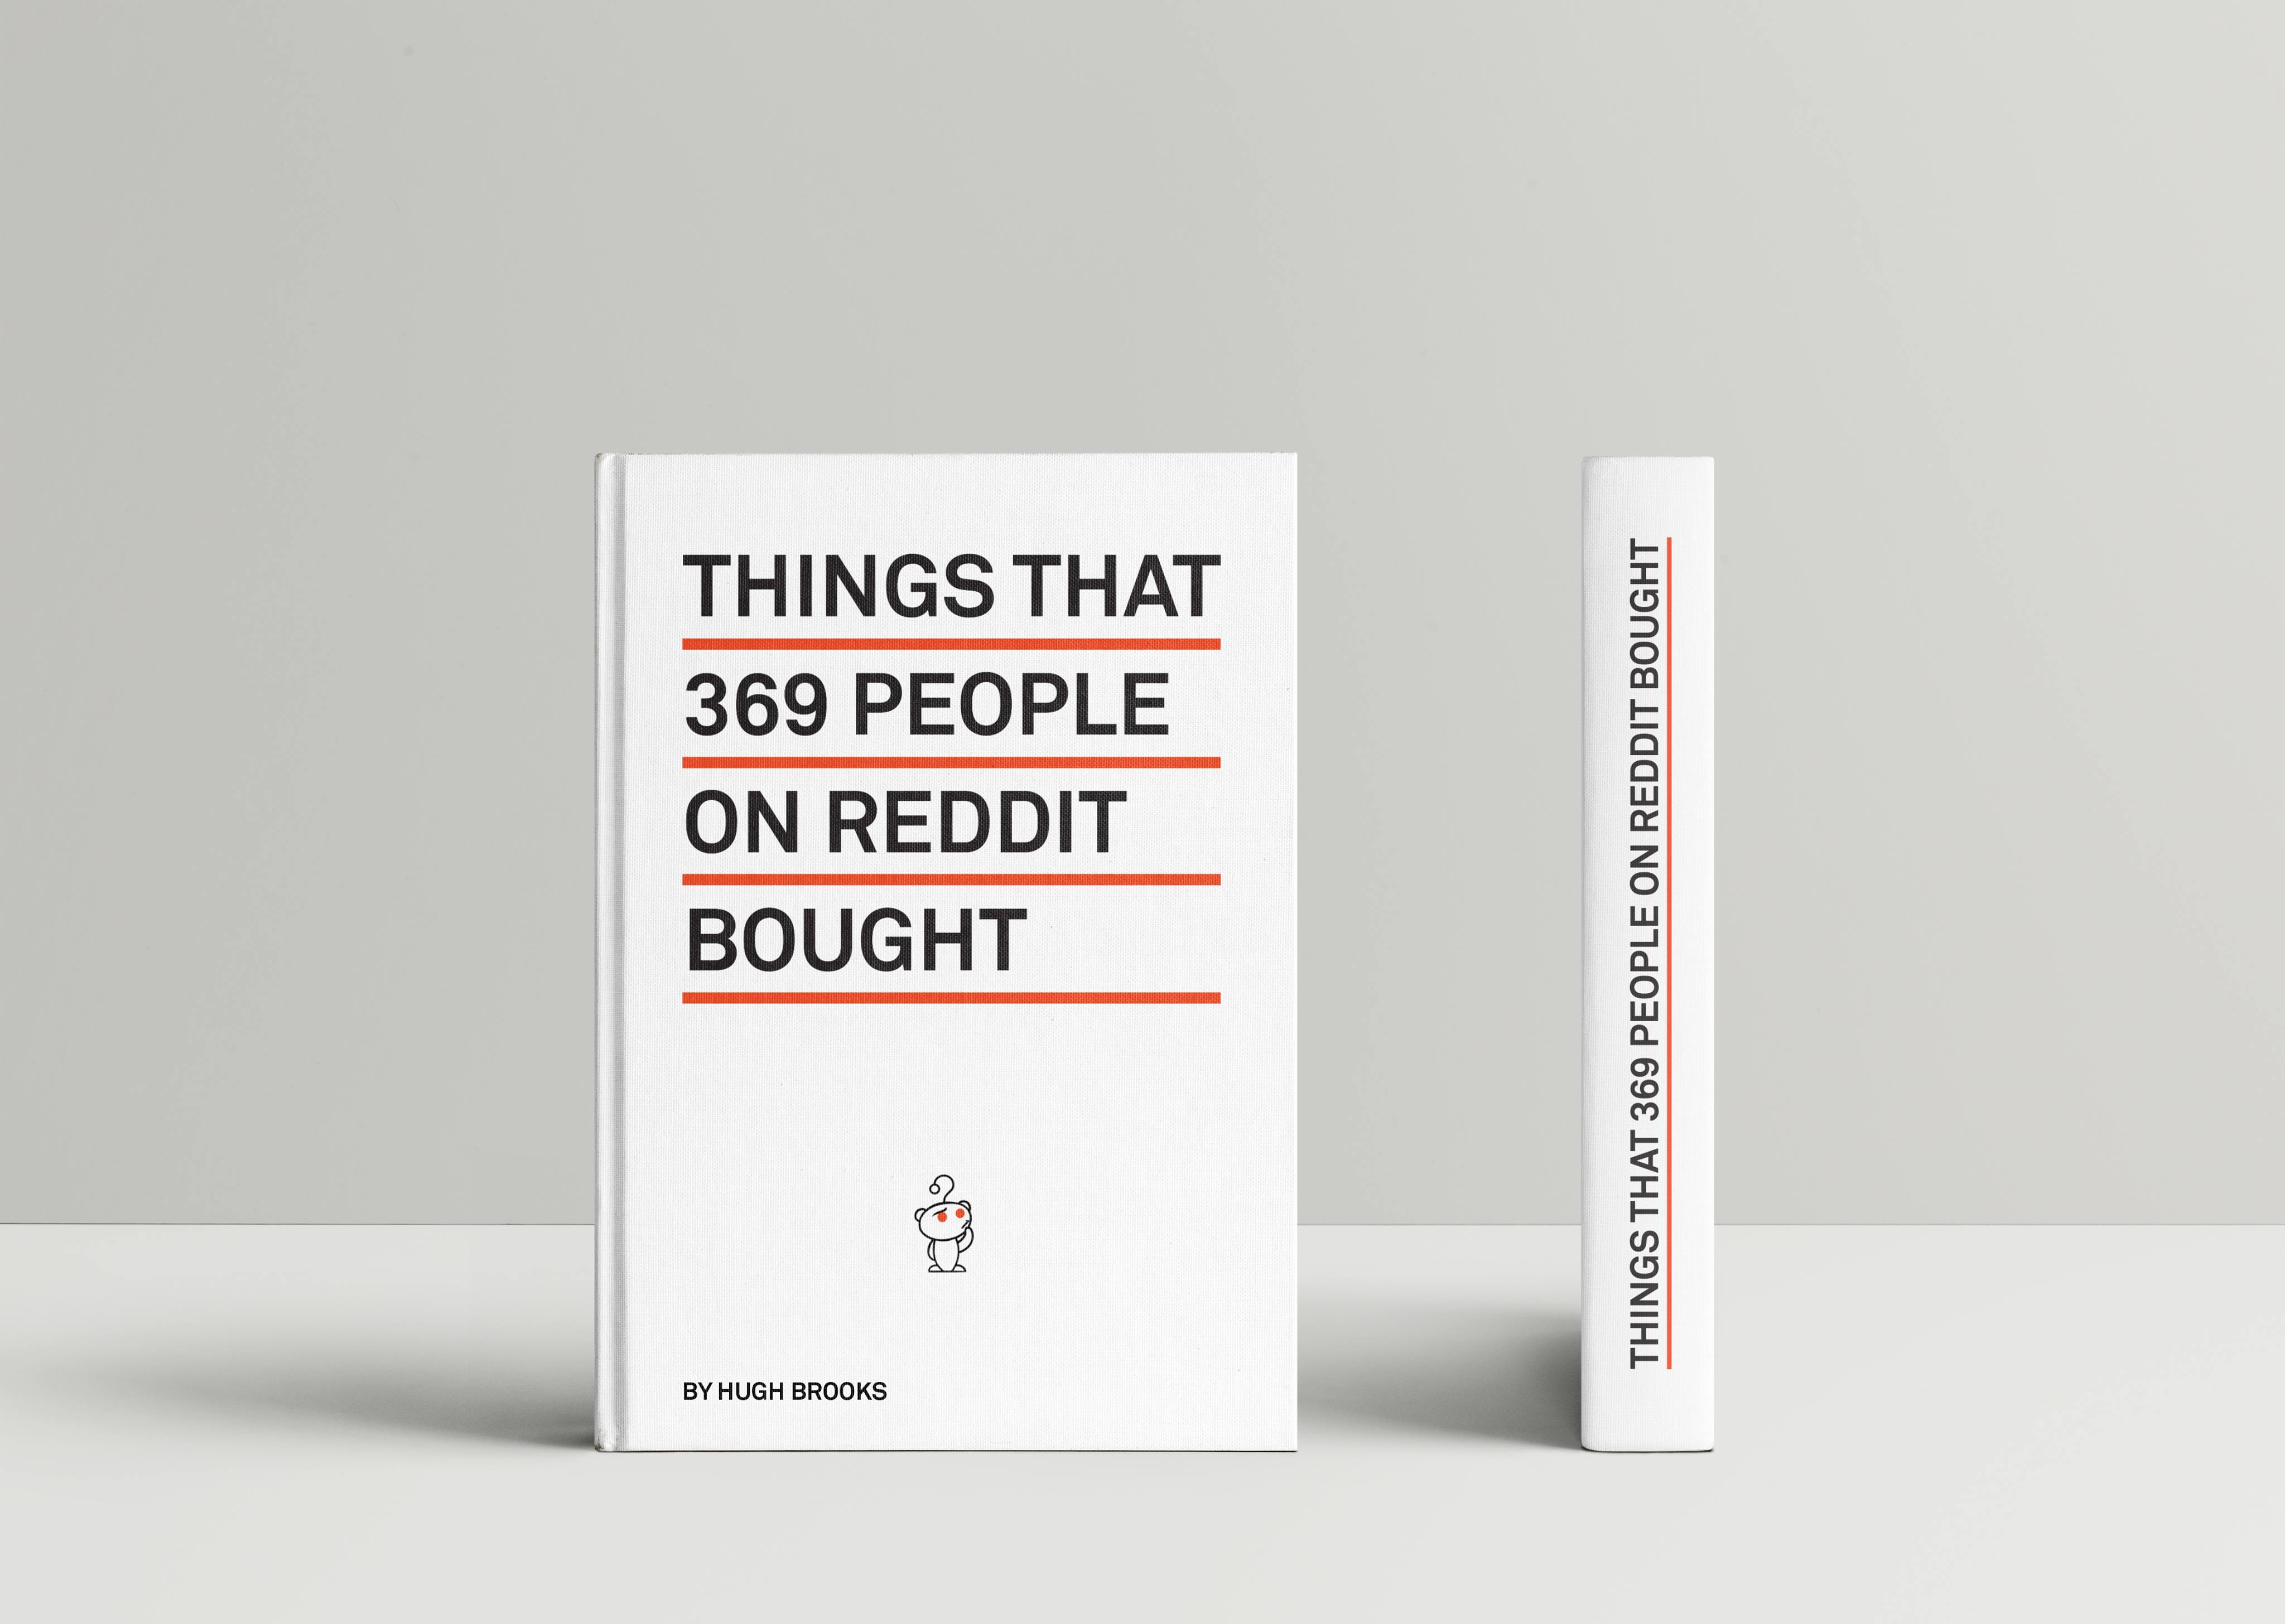 THINGS THAT
369 PEOPLE
ON REDDIT
BOUGHT
BY HUGH BROOKS
THINGS THAT 369 PEOPLE ON REDDIT BOUGHT